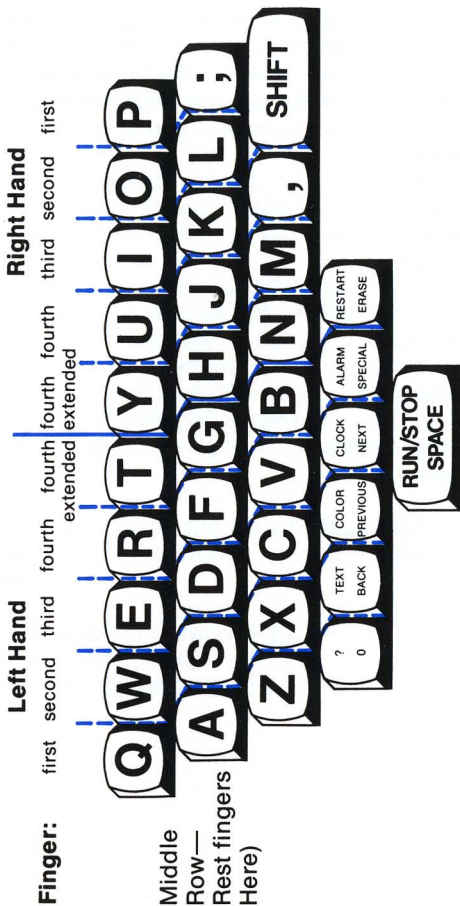 Left Hand Right Hand
Finger: first second third fourth fourth extended fourth extended fourth third second first
Q W E R T Y U I O P
Middle
Row—
Rest fingers
Here)
A S D F G H J K L ;
Z X C V B N M , SHIFT
? TEXT COLOR CLOCK ALARM RESTART
0 BACK PREVIOUS NEXT SPECIAL ERASE
RUN/STOP
SPACE